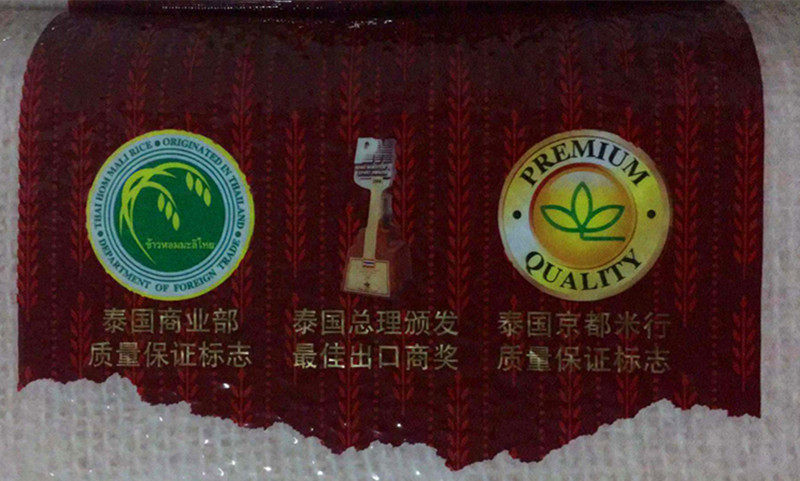 THAI HOM MALI RICE • ORIGINATED IN THAILAND
• DEPARTMENT OF FOREIGN TRADE •
ข้าวหอมมะลิไทย
PREMIUM
QUALITY
泰国商业部
质量保证标志
泰国总理颁发
最佳出口商奖
泰国京都米行
质量保证标志